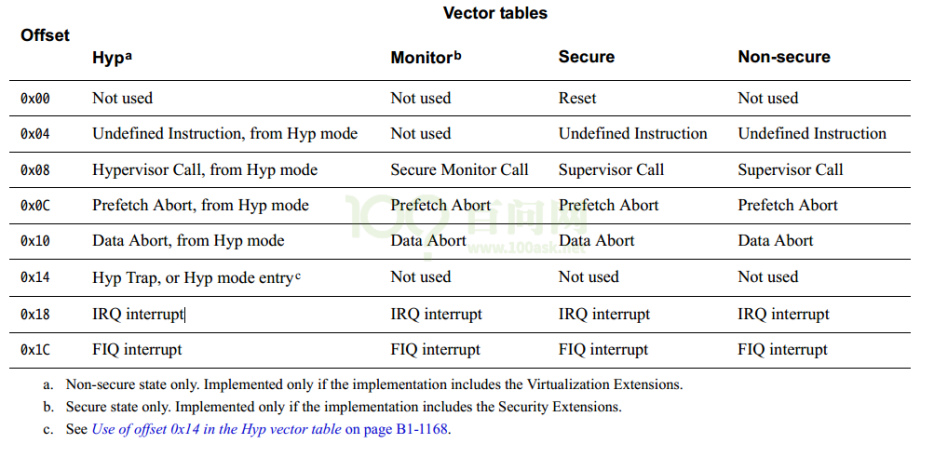 Vector tables
Offset
Hypa Monitorb Secure Non-secure
0x00 Not used Not used Reset Not used
0x04 Undefined Instruction, from Hyp mode Not used Undefined Instruction Undefined Instruction
0x08 Hypervisor Call, from Hyp mode Secure Monitor Call Supervisor Call Supervisor Call
0x0C Prefetch Abort, from Hyp mode Prefetch Abort Prefetch Abort Prefetch Abort
0x10 Data Abort, from Hyp mode Data Abort Data Abort Data Abort
0x14 Hyp Trap, or Hyp mode entryc Not used Not used Not used
0x18 IRQ interrupt IRQ interrupt IRQ interrupt IRQ interrupt
0x1C FIQ interrupt FIQ interrupt FIQ interrupt FIQ interrupt
a. Non-secure state only. Implemented only if the implementation includes the Virtualization Extensions.
b. Secure state only. Implemented only if the implementation includes the Security Extensions.
c. See Use of offset 0x14 in the Hyp vector table on page B1-1168.
100 百问网
www.100ask.net